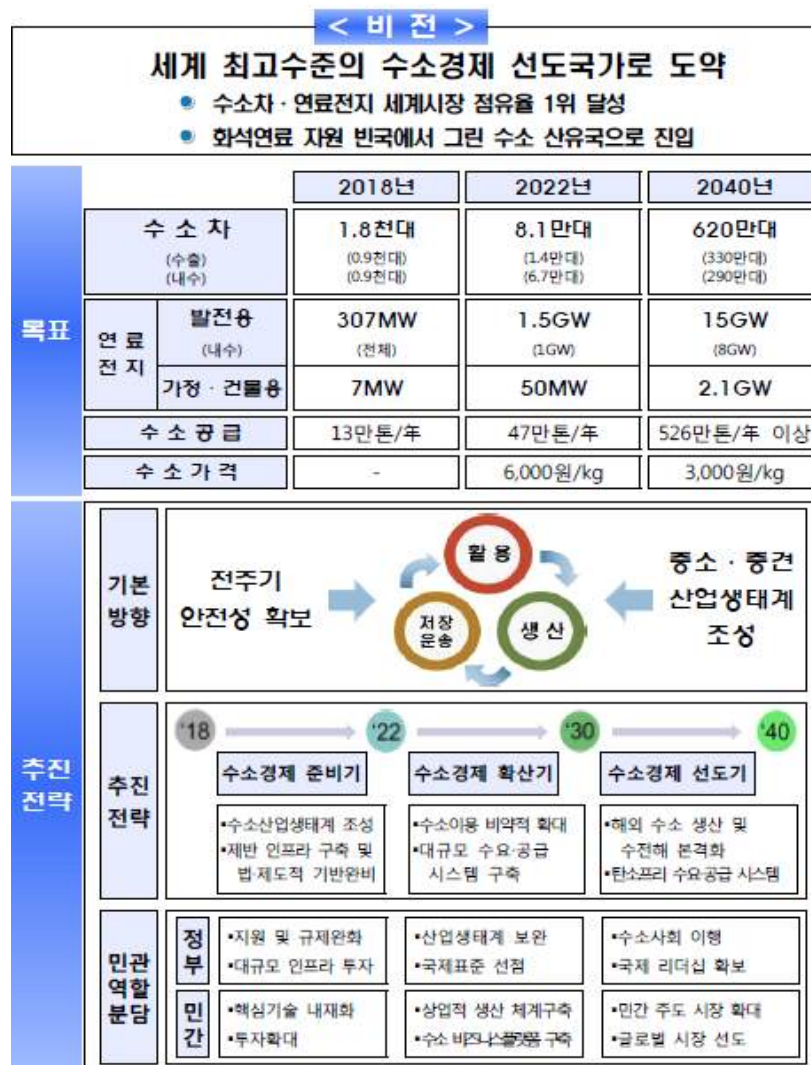 < 비 전 >
세계 최고수준의 수소경제 선도국가로 도약
● 수소차 · 연료전지 세계시장 점유율 1위 달성
● 화석연료 자원 빈국에서 그린 수소 산유국으로 진입
목표
2018년 2022년 2040년
수 소 차 1.8천대 8.1만대 620만대
(수출) (0.9천대) (1.4만대) (330만대)
(내수) (0.9천대) (6.7만대) (290만대)
연 료
전 지
발전용 307MW 1.5GW 15GW
(내수) (전체) (1GW) (8GW)
가정 · 건물용 7MW 50MW 2.1GW
수 소 공 급 13만톤/年 47만톤/年 526만톤/年 이상
수 소 가 격 - 6,000원/kg 3,000원/kg
추진
전략
기본
방향
전주기
안전성 확보
활 용
저장
운송
생 산
중소 · 중견
산업생태계
조성
추진
전략
'18 '22 '30 '40
수소경제 준비기 수소경제 확산기 수소경제 선도기
▪수소산업생태계 조성
▪제반 인프라 구축 및
법·제도적 기반완비
▪수소이용 비약적 확대
▪대규모 수요·공급
시스템 구축
▪해외 수소 생산 및
수전해 본격화
▪탄소프리 수요·공급 시스템
민관
역할
분담
정
부
▪지원 및 규제완화
▪대규모 인프라 투자
▪산업생태계 보완
▪국제표준 선점
▪수소사회 이행
▪국제 리더십 확보
민
간
▪핵심기술 내재화
▪투자확대
▪상업적 생산 체계구축
▪수소 비즈니스플랫폼 구축
▪민간 주도 시장 확대
▪글로벌 시장 선도